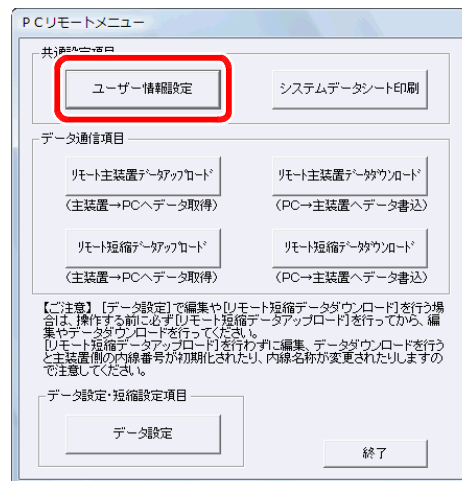 PCリモートメニュー
共通設定項目
ユーザー情報設定
システムデータシート印刷
データ通信項目
リモート主装置データアップロード
リモート主装置データダウンロード
(主装置→PCへデータ取得)
(PC→主装置へデータ書込)
リモート短縮データアップロード
リモート短縮データダウンロード
(主装置→PCへデータ取得)
(PC→主装置へデータ書込)
【ご注意】 [データ設定]で編集や[リモート短縮データダウンロード]を行う場
合は、操作する前に必ず[リモート短縮データアップロード]を行ってから、編
集やデータダウンロードを行ってください。
[リモート短縮データアップロード]を行わずに編集、データダウンロードを行う
と主装置側の内線番号が初期化されたり、内線名称が変更されたりしますの
で注意してください。
データ設定・短縮設定項目
データ設定
終了